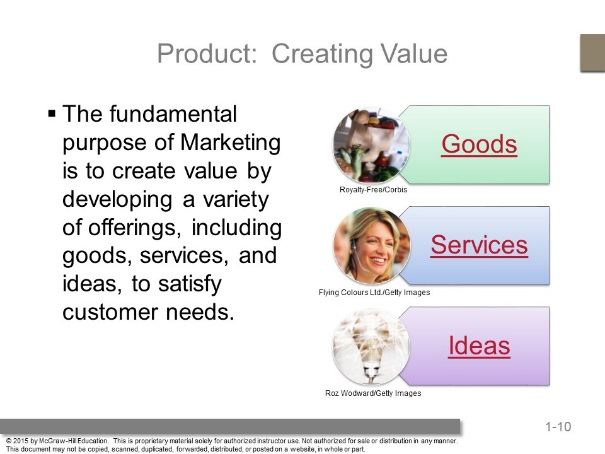 Product: Creating Value
▪ The fundamental
purpose of Marketing
is to create value by
developing a variety
of offerings, including
goods, services, and
ideas, to satisfy
customer needs.
Goods
Royalty-Free/Corbis
Services
Flying Colours Ltd./Getty Images
Ideas
Roz Wodward/Getty Images
1-10
© 2015 by McGraw-Hill Education. This is proprietary material solely for authorized instructor use. Not authorized for sale or distribution in any manner.
This document may not be copied, scanned, duplicated, forwarded, distributed, or posted on a website, in whole or part.